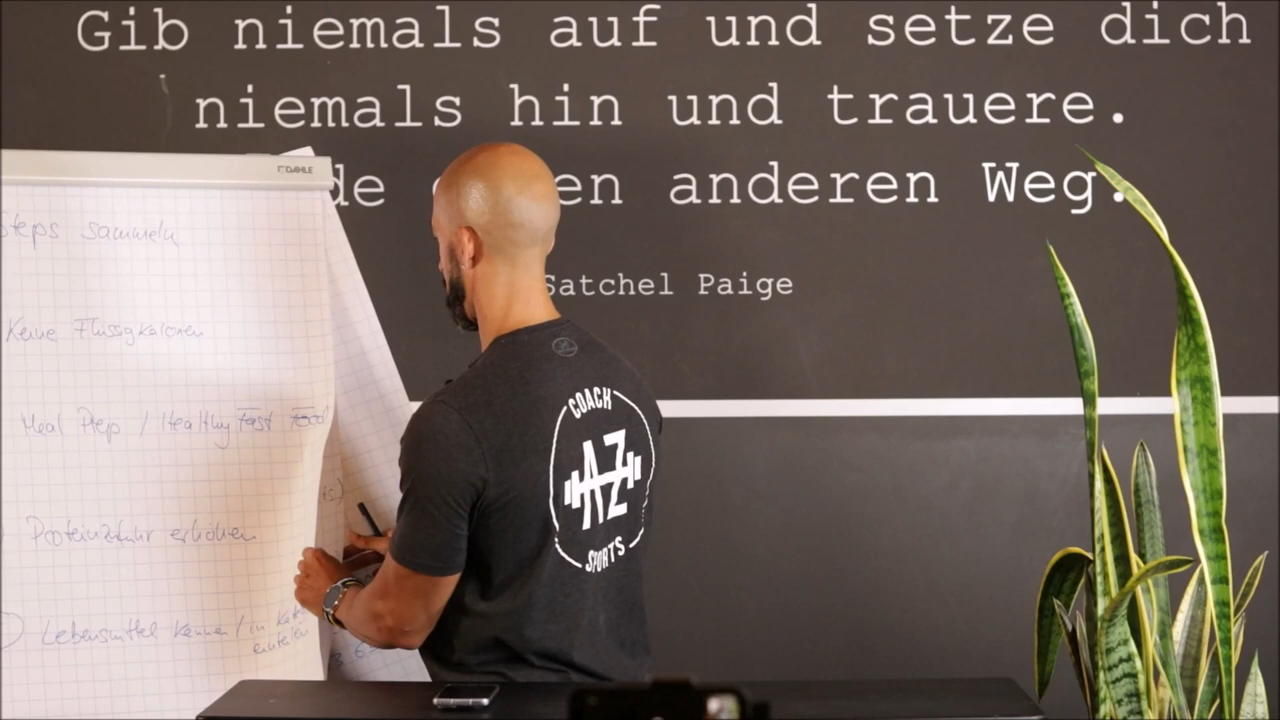 Gib niemals auf und setze dich
niemals hin und trauere.
de en anderen Weg.
Satchel Paige
DAHLE
Steps sammeln
Keine Flüssigkalorien
Meal Prep / Healthy Fast Food
Proteinzufuhr erhöhen
Lebensmittel kennen / in Kat
einteilen
COACH
AZ
SPORTS